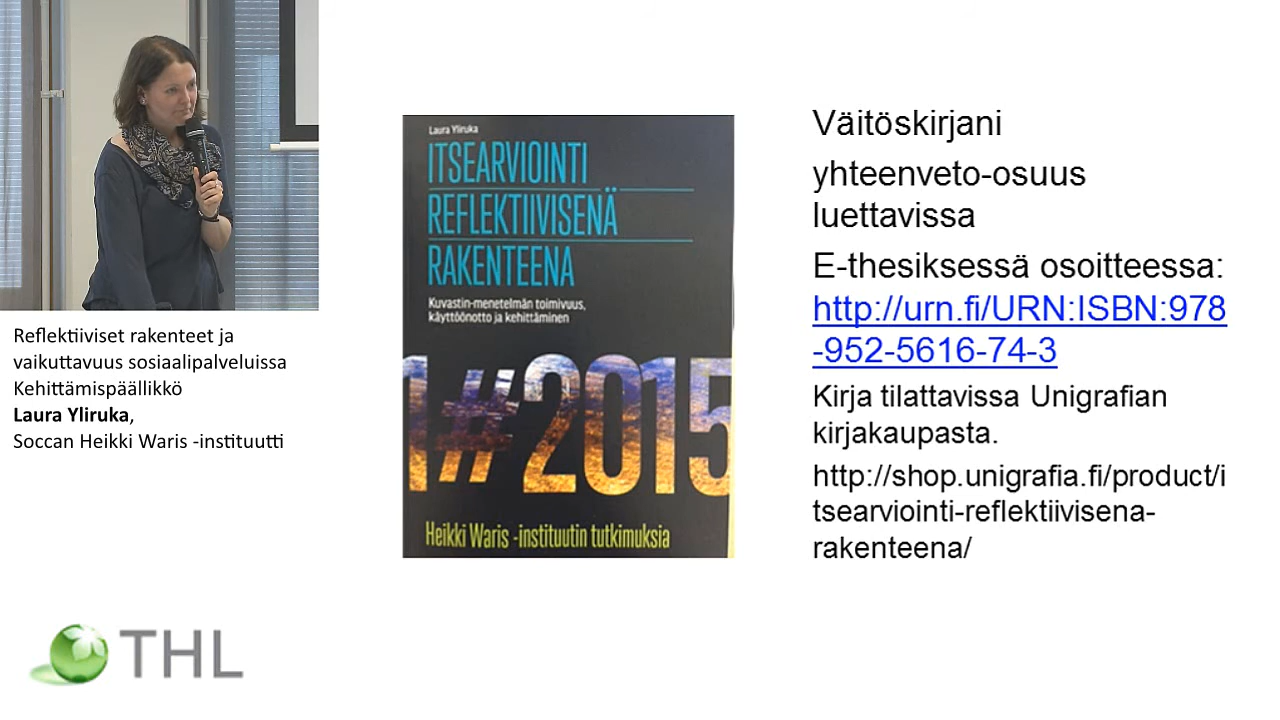 Reflektiiviset rakenteet ja
vaikuttavuus sosiaalipalveluissa
Kehittämispäällikkö
Laura Yliruka,
Soccan Heikki Waris -instituutti
THL
Laura Yliruka
ITSEARVIOINTI
REFLEKTIIVISENÄ
RAKENTEENA
Kuvastin-menetelmän toimivuus,
käyttöönotto ja kehittäminen
1#2015
Heikki Waris -instituutin tutkimuksia
Väitöskirjani
yhteenveto-osuus
luettavissa
E-thesiksessä osoitteessa:
http://urn.fi/URN:ISBN:978
-952-5616-74-3
Kirja tilattavissa Unigrafian
kirjakaupasta.
http://shop.unigrafia.fi/product/i
tsearviointi-reflektiivisena-
rakenteena/